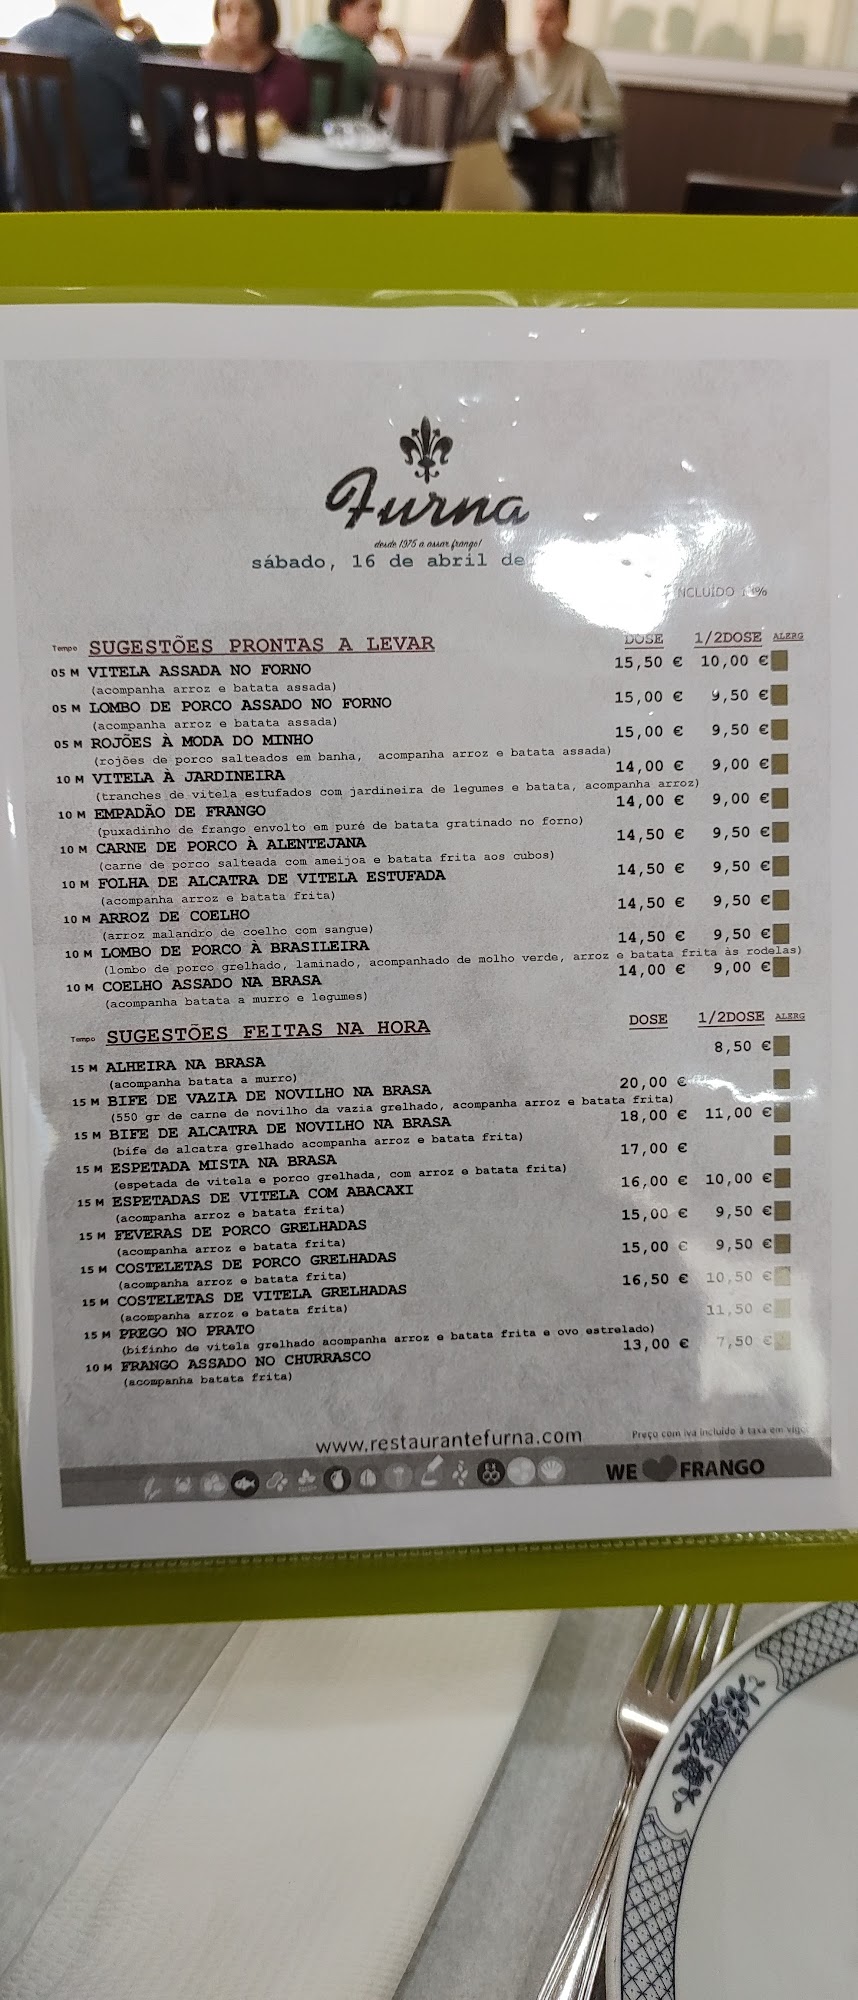 Furna
desde 1975 a assar frango!
sábado, 16 de abril de
NCLUÍDO
Tempo SUGESTÕES PRONTAS A LEVAR DOSE 1/2DOSE ALERG
05 M VITELA ASSADA NO FORNO 15,50 € 10,00 €
(acompanha arroz e batata assada)
05 M LOMBO DE PORCO ASSADO NO FORNO 15,00 € 9,50 €
(acompanha arroz e batata assada)
05 M ROJÕES À MODA DO MINHO 15,00 € 9,50 €
(rojões de porco salteados em banha, acompanha arroz e batata assada)
10 M VITELA À JARDINEIRA 14,00 € 9,00 €
(tranches de vitela estufados com jardineira de legumes e batata, acompanha arroz)
10 M EMPADÃO DE FRANGO 14,00 € 9,00 €
(puxadinho de frango envolto em puré de batata gratinado no forno)
10 M CARNE DE PORCO À ALENTEJANA 14,50 € 9,50 €
(carne de porco salteada com ameijoa e batata frita aos cubos)
10 M FOLHA DE ALCATRA DE VITELA ESTUFADA 14,50 € 9,50 €
(acompanha arroz e batata frita)
10 M ARROZ DE COELHO 14,50 € 9,50 €
(arroz malandro de coelho com sangue)
10 M LOMBO DE PORCO À BRASILEIRA 14,50 € 9,50 €
(lombo de porco grelhado, laminado, acompanhado de molho verde, arroz e batata frita às rodelas)
10 M COELHO ASSADO NA BRASA 14,00 € 9,00 €
(acompanha batata a murro e legumes)
Tempo SUGESTÕES FEITAS NA HORA DOSE 1/2DOSE ALERG
15 M ALHEIRA NA BRASA 8,50 €
(acompanha batata a murro)
15 M BIFE DE VAZIA DE NOVILHO NA BRASA 20,00 €
(550 gr de carne de novilho da vazia grelhado, acompanha arroz e batata frita)
15 M BIFE DE ALCATRA DE NOVILHO NA BRASA 18,00 € 11,00 €
(bife de alcatra grelhado acompanha arroz e batata frita)
15 M ESPETADA MISTA NA BRASA 17,00 €
(espetada de vitela e porco grelhada, com arroz e batata frita)
15 M ESPETADAS DE VITELA COM ABACAXI 16,00 € 10,00 €
(acompanha arroz e batata frita)
15 M FEVERAS DE PORCO GRELHADAS 15,00 € 9,50 €
(acompanha arroz e batata frita)
15 M COSTELETAS DE PORCO GRELHADAS 15,00 € 9,50 €
(acompanha arroz e batata frita)
15 M COSTELETAS DE VITELA GRELHADAS 16,50 € 10,50 €
(acompanha arroz e batata frita)
15 M PREGO NO PRATO 11,50 €
(bifinho de vitela grelhado acompanha arroz e batata frita e ovo estrelado)
10 M FRANGO ASSADO NO CHURRASCO 13,00 € 7,50 €
(acompanha batata frita)
www.restaurantefurna.com
Preço com iva incluído à taxa em vigor
WE FRANGO